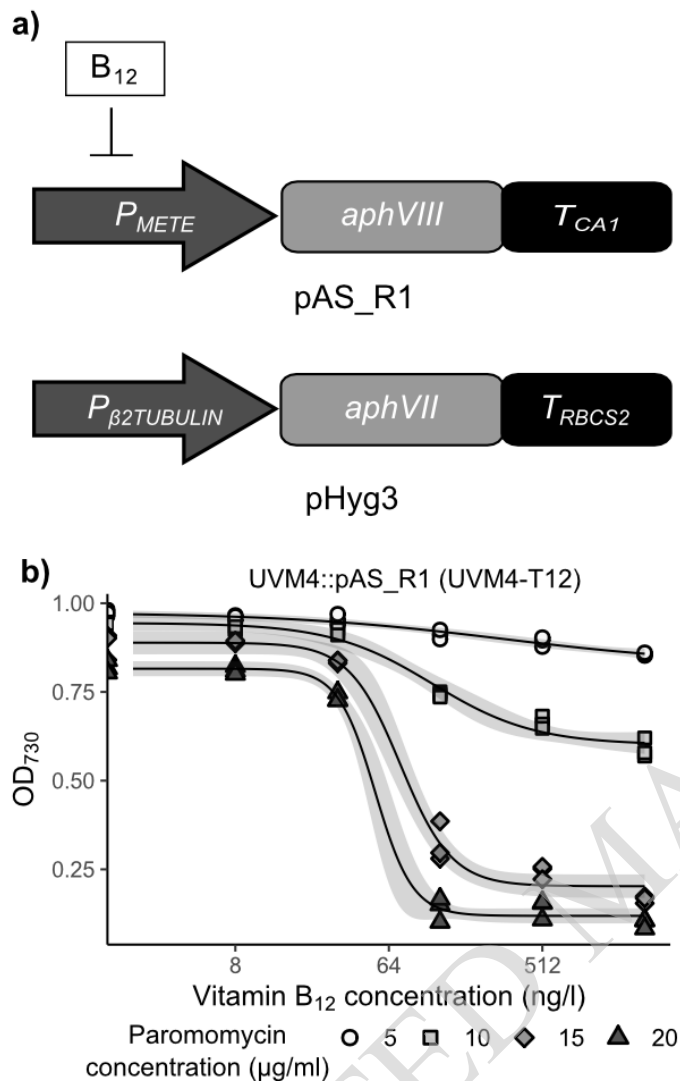 a)
B12
PMETE
aphVIII
TCA1
pAS_R1
Pβ2TUBULIN
aphVII
TRBCS2
pHyg3
b)
UVM4::pAS_R1 (UVM4-T12)
1.00
0.75
0.50
0.25
OD730
8
64
512
Vitamin B12 concentration (ng/l)
Paromomycin
concentration (µg/ml)
5
10
15
20